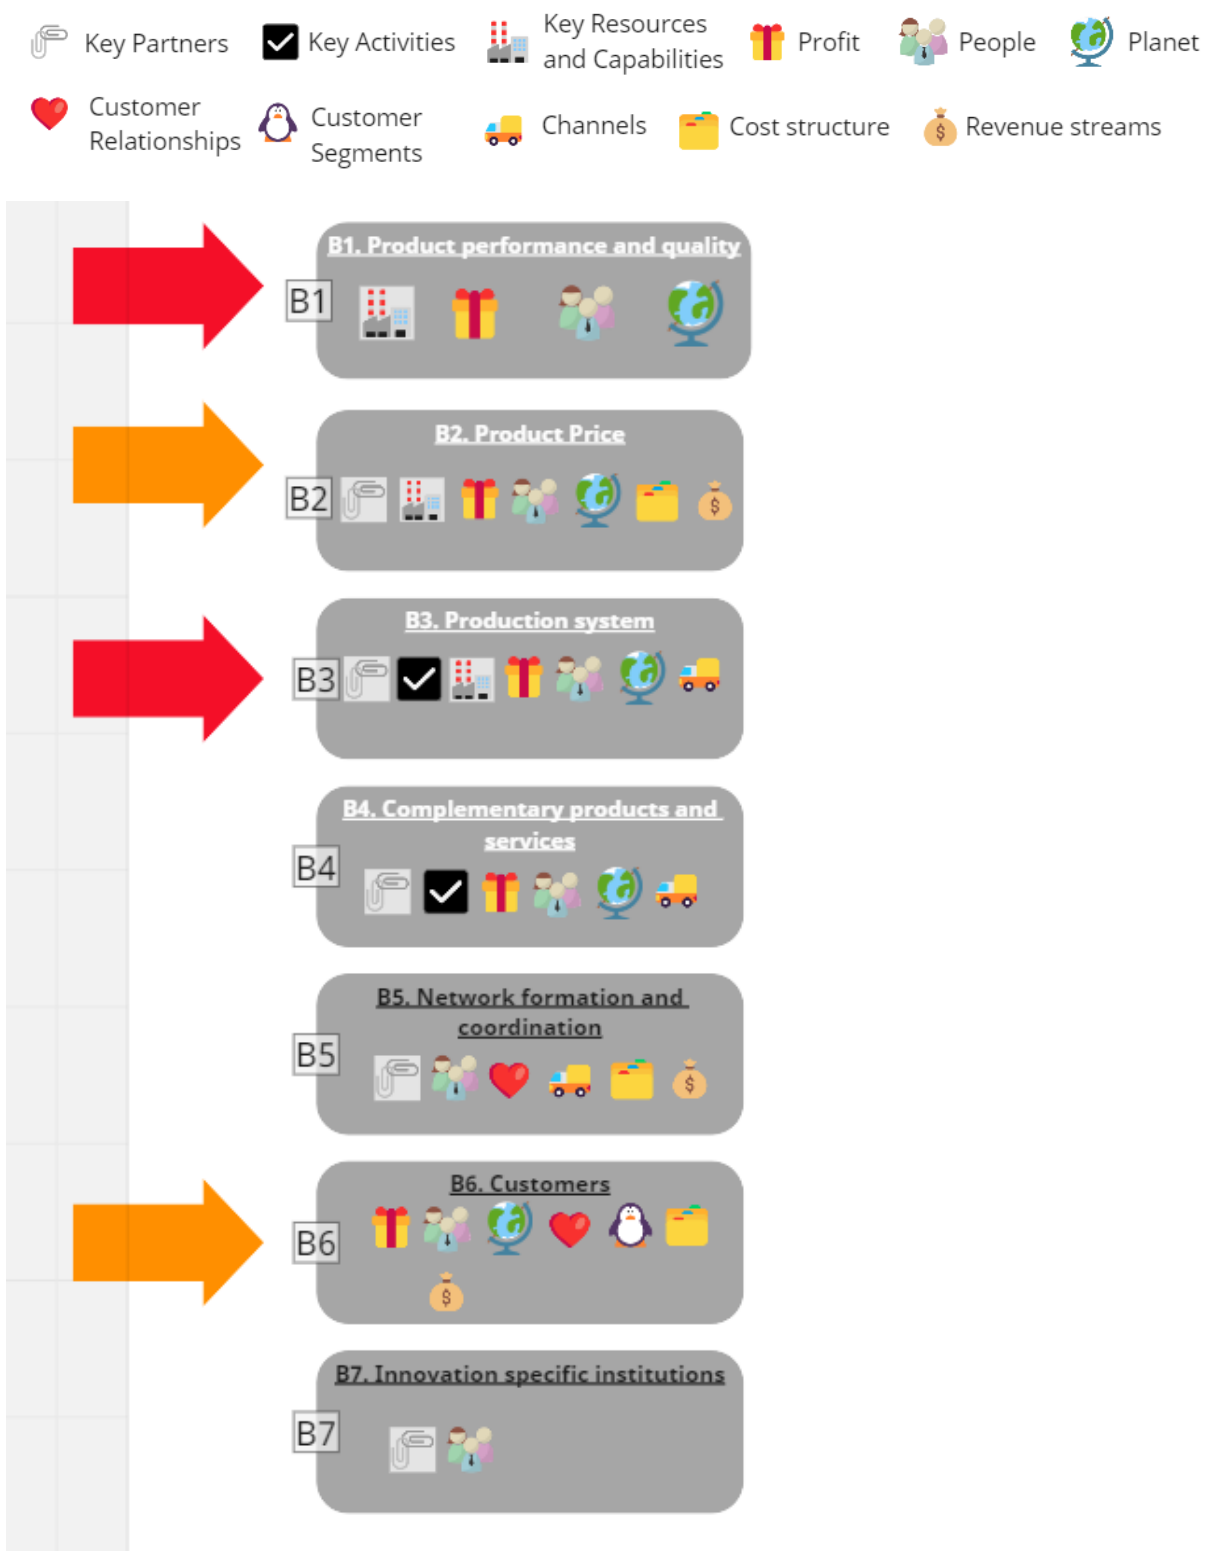 Key Partners
Key Activities
Key Resources
and Capabilities
Profit
People
Planet
Customer
Relationships
Customer
Segments
Channels
Cost structure
$
Revenue streams
B1. Product performance and quality
B1
B2. Product Price
B2
$
B3. Production system
B3
B4. Complementary products and
services
B4
B5. Network formation and
coordination
B5
$
B6. Customers
B6
$
B7. Innovation specific institutions
B7